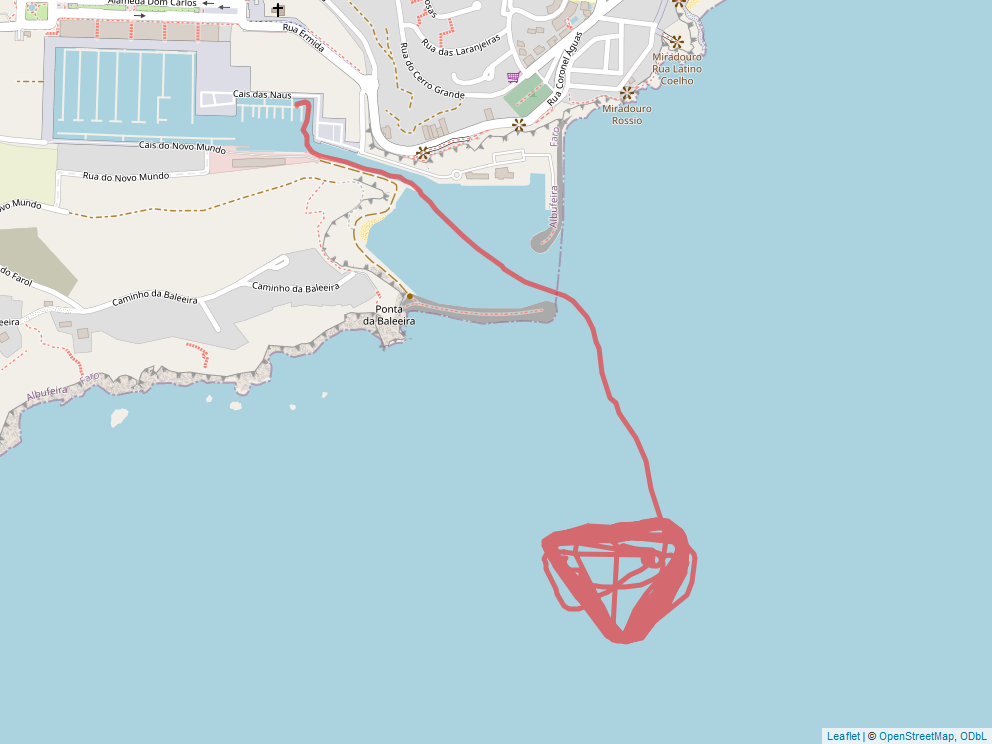 Alameda Dom Carlos
Rua Ermida
Rua das Laranjeiras
Rua do Cerro Grande
Rua Coronel Águas
Miradouro
Rua Latino
Coelho
Cais das Naus
Miradouro
Rossio
Faro
Albufeira
Cais do Novo Mundo
Rua do Novo Mundo
Mundo
do Farol
Caminho da Baleeira
Caminho da Baleeira
Ponta
da Baleeira
Albufeira
Faro
Leaflet | © OpenStreetMap, ODbL